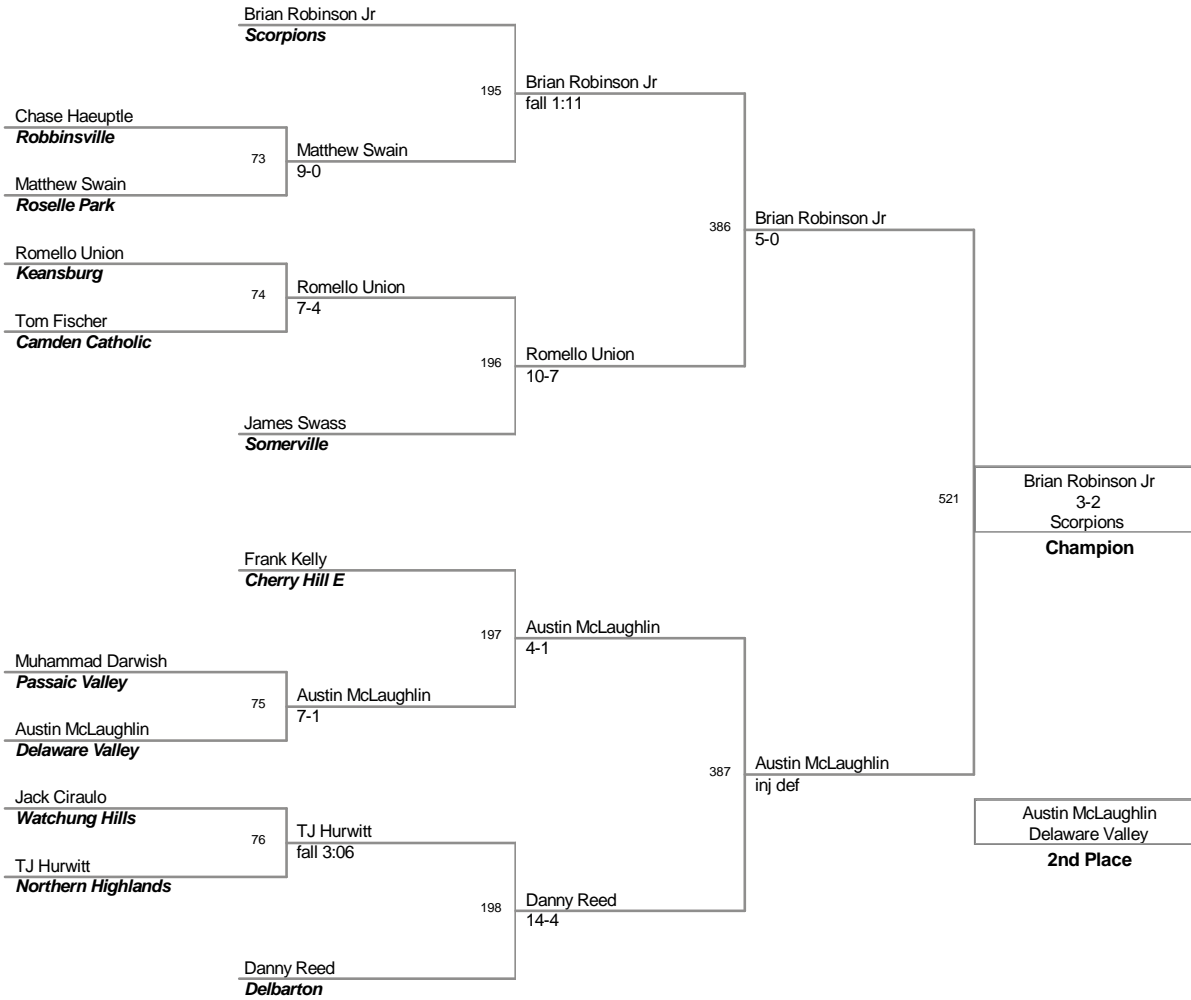 Brian Robinson Jr
Scorpions
195
Brian Robinson Jr
fall 1:11
Chase Haeuptle
Robbinsville
73
Matthew Swain
9-0
Matthew Swain
Roselle Park
386
Brian Robinson Jr
5-0
Romello Union
Keansburg
74
Romello Union
7-4
Tom Fischer
Camden Catholic
196
Romello Union
10-7
James Swass
Somerville
521
Brian Robinson Jr
3-2
Scorpions
Champion
Frank Kelly
Cherry Hill E
197
Austin McLaughlin
4-1
Muhammad Darwish
Passaic Valley
75
Austin McLaughlin
7-1
Austin McLaughlin
Delaware Valley
387
Austin McLaughlin
inj def
Jack Ciraulo
Watchung Hills
76
TJ Hurwitt
fall 3:06
TJ Hurwitt
Northern Highlands
Austin McLaughlin
Delaware Valley
2nd Place
198
Danny Reed
14-4
Danny Reed
Delbarton